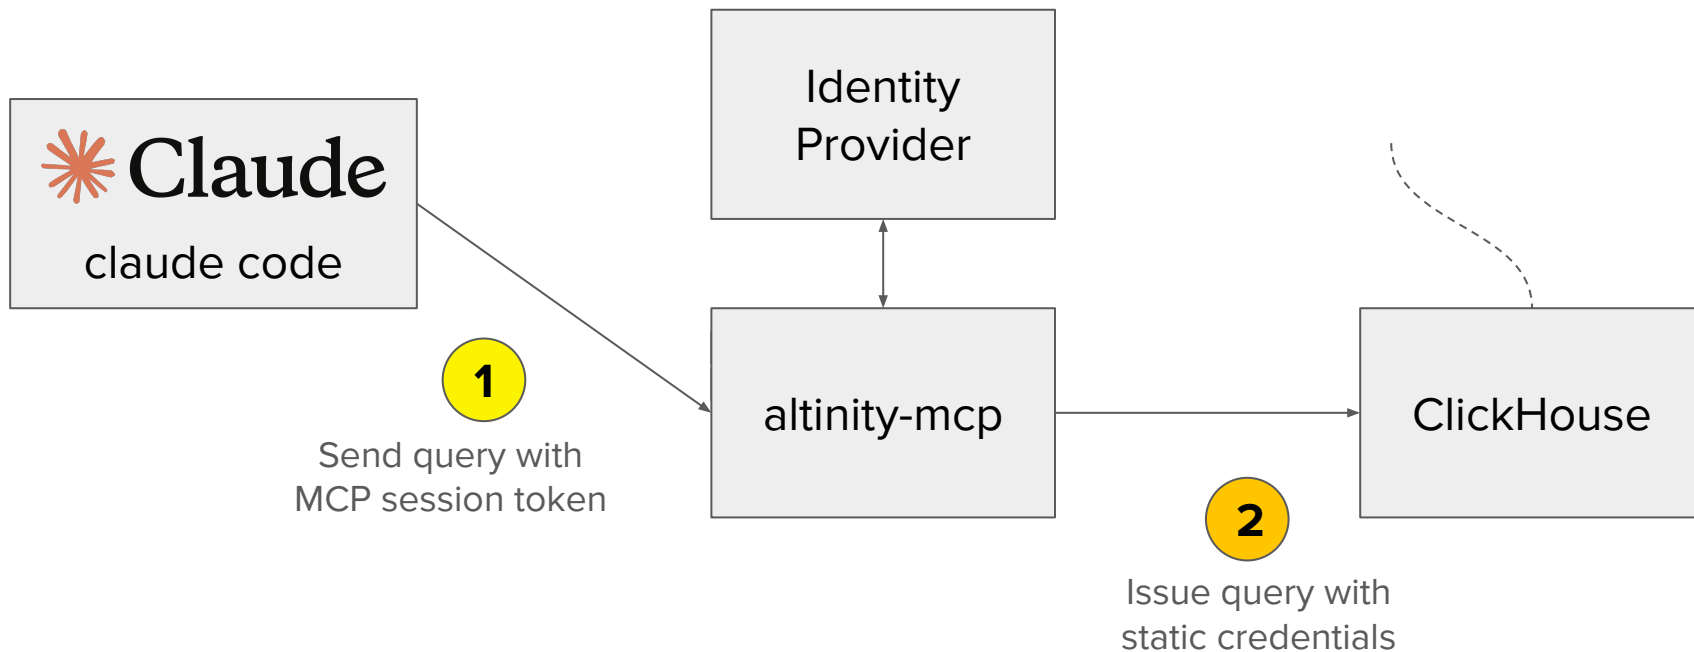 Claude
claude code
Identity
Provider
altinity-mcp
ClickHouse
1
Send query with
MCP session token
2
Issue query with
static credentials